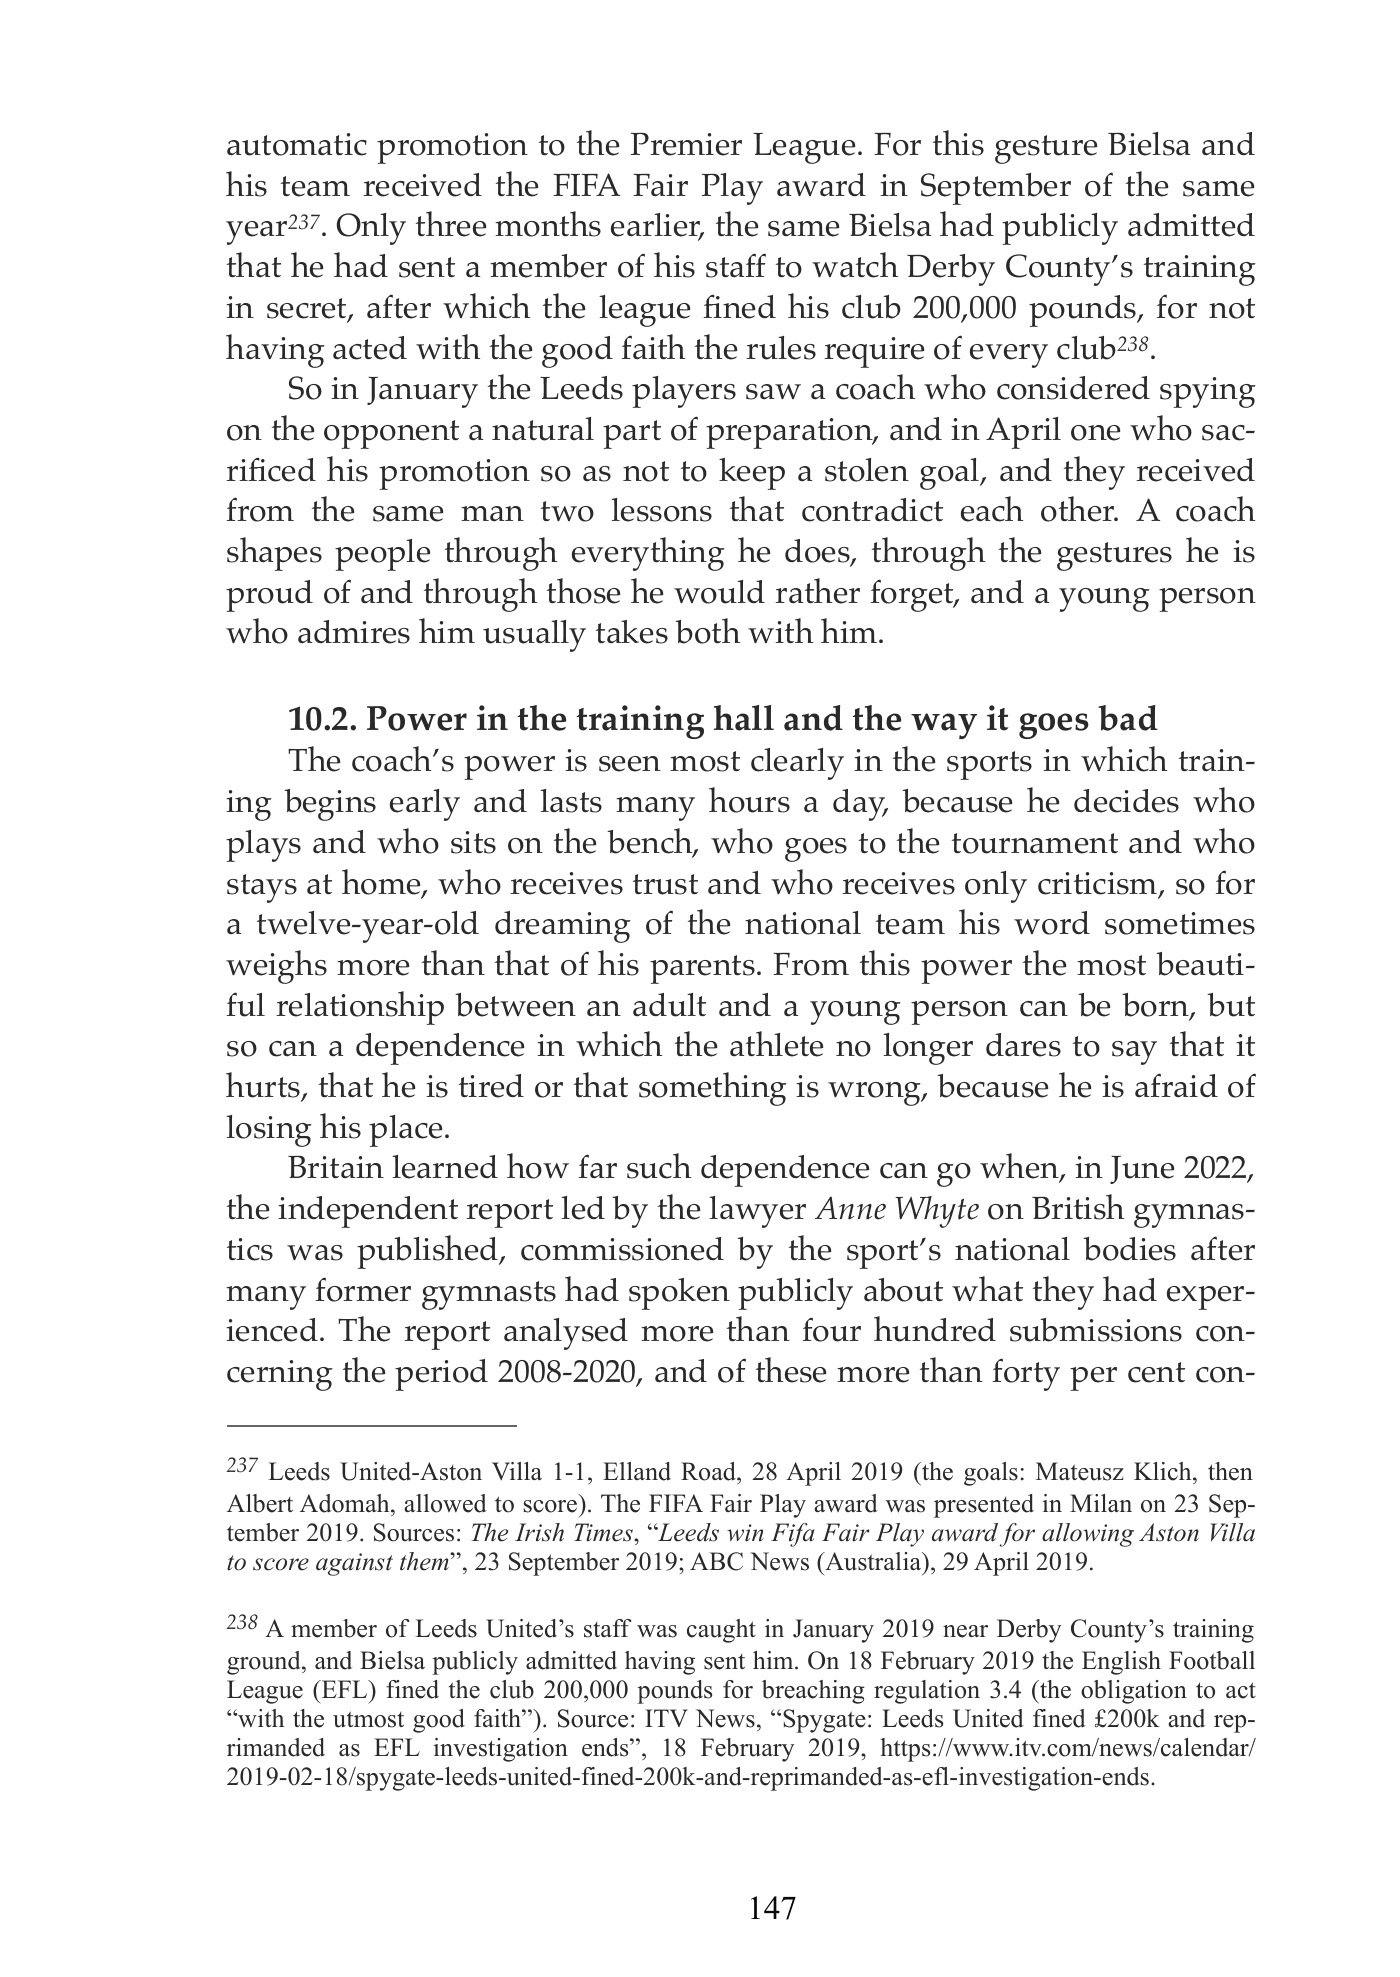 automatic promotion to the Premier League. For this gesture Bielsa and
his team received the FIFA Fair Play award in September of the same
year237. Only three months earlier, the same Bielsa had publicly admitted
that he had sent a member of his staff to watch Derby County’s training
in secret, after which the league fined his club 200,000 pounds, for not
having acted with the good faith the rules require of every club238.
So in January the Leeds players saw a coach who considered spying
on the opponent a natural part of preparation, and in April one who sac-
rificed his promotion so as not to keep a stolen goal, and they received
from the same man two lessons that contradict each other. A coach
shapes people through everything he does, through the gestures he is
proud of and through those he would rather forget, and a young person
who admires him usually takes both with him.
10.2. Power in the training hall and the way it goes bad
The coach’s power is seen most clearly in the sports in which train-
ing begins early and lasts many hours a day, because he decides who
plays and who sits on the bench, who goes to the tournament and who
stays at home, who receives trust and who receives only criticism, so for
a twelve-year-old dreaming of the national team his word sometimes
weighs more than that of his parents. From this power the most beauti-
ful relationship between an adult and a young person can be born, but
so can a dependence in which the athlete no longer dares to say that it
hurts, that he is tired or that something is wrong, because he is afraid of
losing his place.
Britain learned how far such dependence can go when, in June 2022,
the independent report led by the lawyer Anne Whyte on British gymnas-
tics was published, commissioned by the sport’s national bodies after
many former gymnasts had spoken publicly about what they had exper-
ienced. The report analysed more than four hundred submissions con-
cerning the period 2008-2020, and of these more than forty per cent con-
237 Leeds United-Aston Villa 1-1, Elland Road, 28 April 2019 (the goals: Mateusz Klich, then
Albert Adomah, allowed to score). The FIFA Fair Play award was presented in Milan on 23 Sep-
tember 2019. Sources: The Irish Times, “Leeds win Fifa Fair Play award for allowing Aston Villa
to score against them”, 23 September 2019; ABC News (Australia), 29 April 2019.
238 A member of Leeds United’s staff was caught in January 2019 near Derby County’s training
ground, and Bielsa publicly admitted having sent him. On 18 February 2019 the English Football
League (EFL) fined the club 200,000 pounds for breaching regulation 3.4 (the obligation to act
“with the utmost good faith”). Source: ITV News, “Spygate: Leeds United fined £200k and rep-
rimanded as EFL investigation ends”, 18 February 2019, https://www.itv.com/news/calendar/
2019-02-18/spygate-leeds-united-fined-200k-and-reprimanded-as-efl-investigation-ends.
147